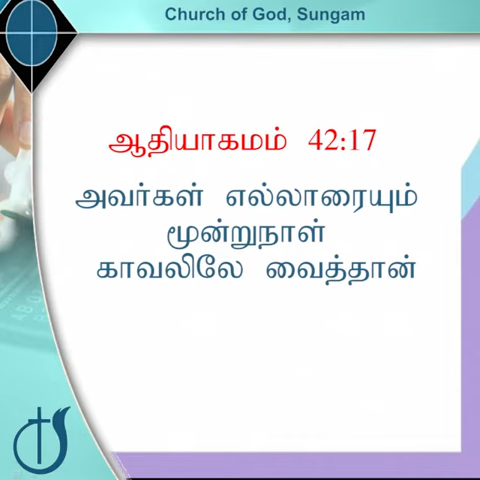 Church of God, Sungam
ஆதியாகமம் 42:17
அவர்கள் எல்லாரையும்
மூன்றுநாள்
காவலிலே வைத்தான்